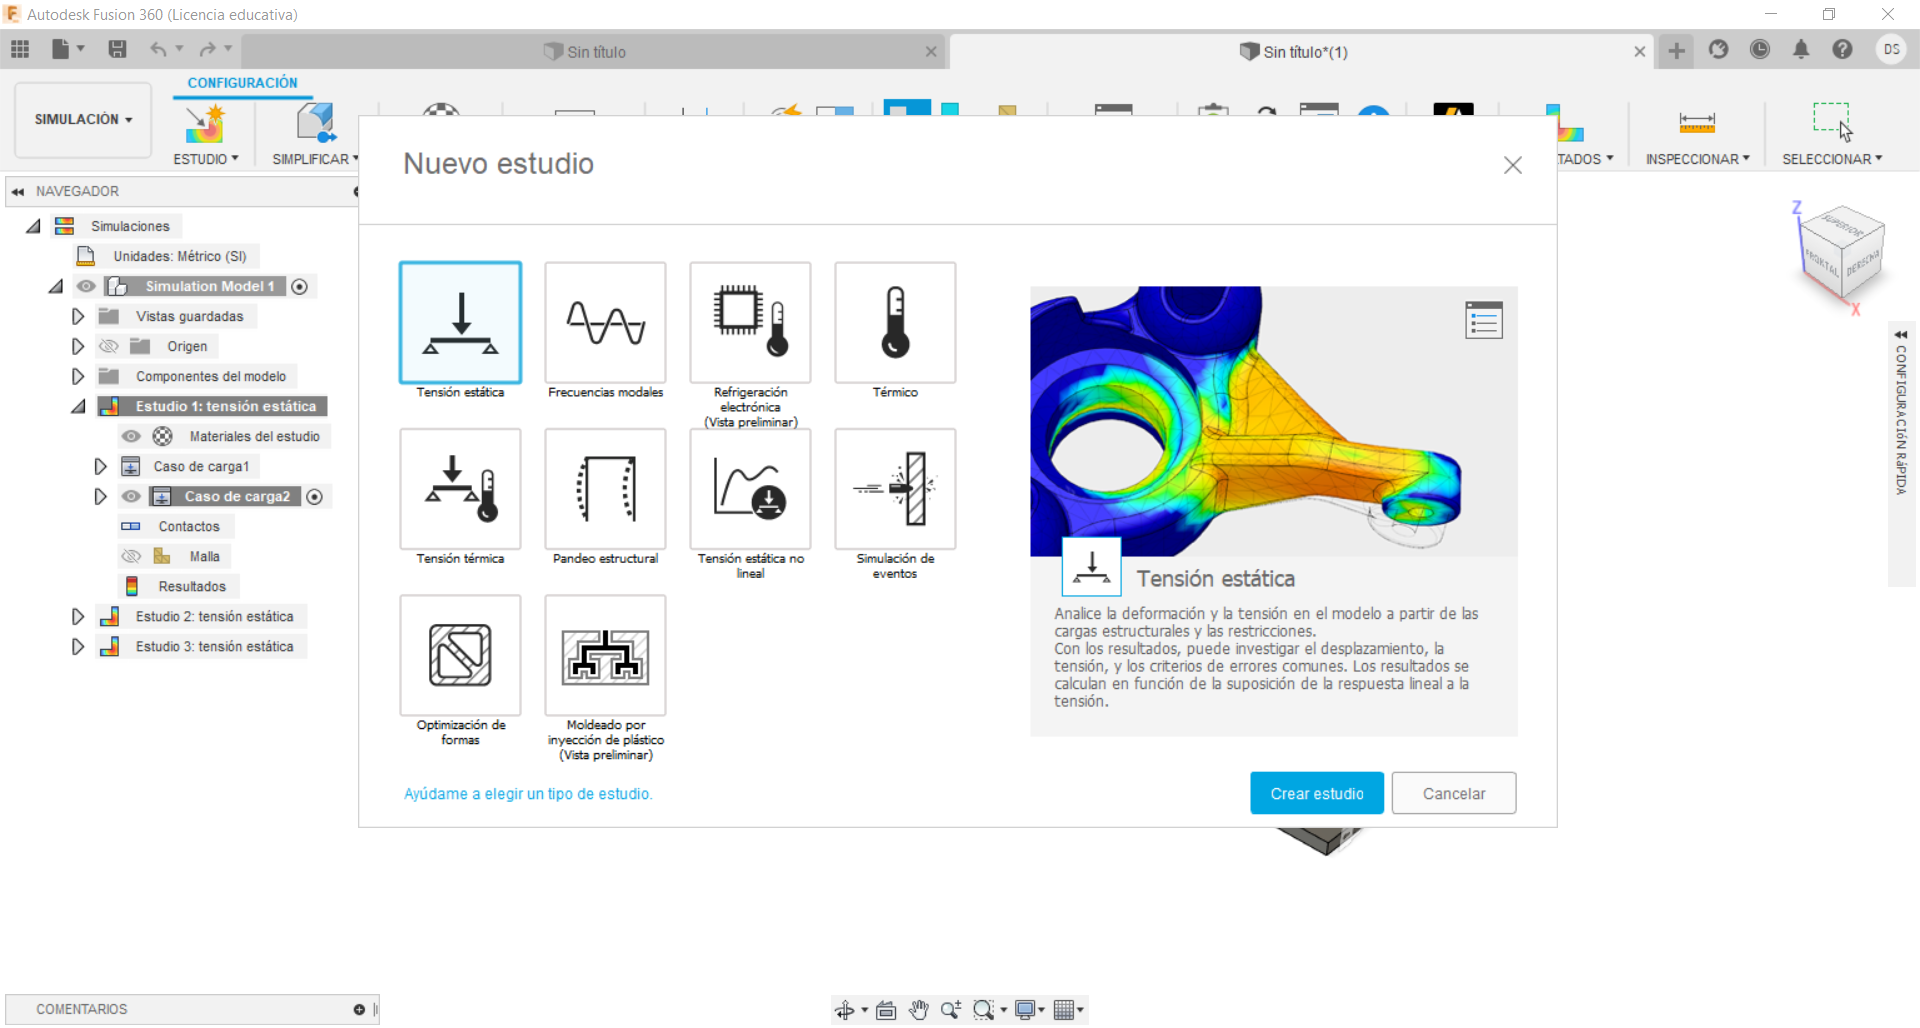 Autodesk Fusion 360 (Licencia educativa)
Sin título
Sin título*(1)
DS
CONFIGURACIÓN
SIMULACIÓN
ESTUDIO
SIMPLIFICAR
TADOS
INSPECCIONAR
SELECCIONAR
NAVEGADOR
Simulaciones
Unidades: Métrico (SI)
Simulation Model 1
Vistas guardadas
Origen
Componentes del modelo
Estudio 1: tensión estática
Materiales del estudio
Caso de carga1
Caso de carga2
Contactos
Malla
Resultados
Estudio 2: tensión estática
Estudio 3: tensión estática
Nuevo estudio
Tensión estática
Frecuencias modales
Refrigeración
electrónica
(Vista preliminar)
Térmico
Tensión térmica
Pandeo estructural
Tensión estática no
lineal
Simulación de
eventos
Optimización de
formas
Moldeado por
inyección de plástico
(Vista preliminar)
Tensión estática
Analice la deformación y la tensión en el modelo a partir de las
cargas estructurales y las restricciones.
Con los resultados, puede investigar el desplazamiento, la
tensión, y los criterios de errores comunes. Los resultados se
calculan en función de la suposición de la respuesta lineal a la
tensión.
Ayúdame a elegir un tipo de estudio.
Crear estudio
Cancelar
Z
SUPERIOR
FRONTAL
DERECHA
X
CONFIGURACIÓN RÁPIDA
COMENTARIOS